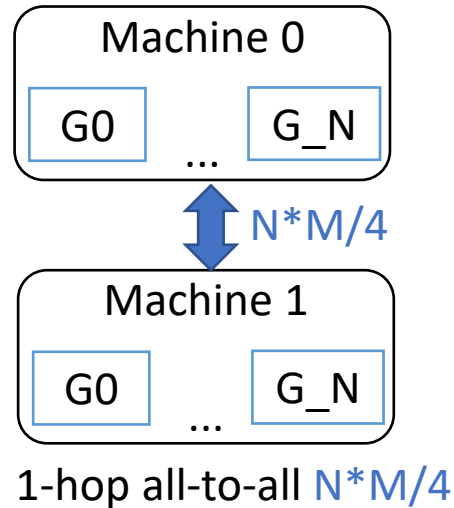 Machine 0
G0 ... G_N
N*M/4
Machine 1
G0 ... G_N
1-hop all-to-all N*M/4